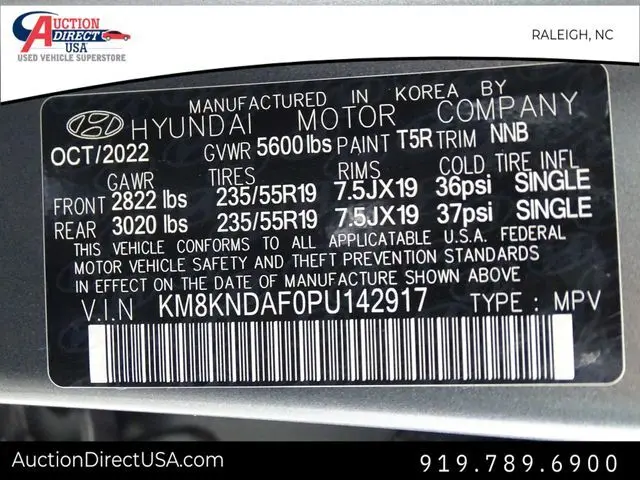 AUCTION
DIRECT
USA
USED VEHICLE SUPERSTORE
RALEIGH, NC
MANUFACTURED IN KOREA BY
HYUNDAI MOTOR COMPANY
OCT/2022 GVWR 5600lbs PAINT T5R TRIM NNB
GAWR TIRES RIMS COLD TIRE INFL
FRONT 2822 lbs 235/55R19 7.5JX19 36psi SINGLE
REAR 3020 lbs 235/55R19 7.5JX19 37psi SINGLE
THIS VEHICLE CONFORMS TO ALL APPLICABLE U.S.A. FEDERAL
MOTOR VEHICLE SAFETY AND THEFT PREVENTION STANDARDS
IN EFFECT ON THE DATE OF MANUFACTURE SHOWN ABOVE
V.I.N KM8KNDAF0PU142917 TYPE : MPV
AuctionDirectUSA.com
919.789.6900